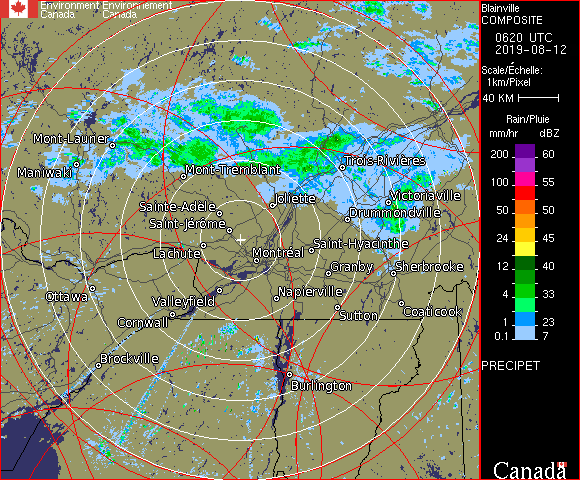 Environment Environnement
Canada Canada
Blainville
COMPOSITE
0620 UTC
2019-08-12
Scale/Échelle:
1km/Pixel
40 KM
Rain/Pluie
mm/hr dBZ
200 60
100 55
50 50
24 45
12 40
4 33
1 23
0.1 7
PRECIPET
Mont-Laurier
Maniwaki
Mont-Tremblant
Trois-Rivières
Joliette
Victoriaville
Sainte-Adèle
Drummondville
Saint-Jérôme
Lachute
Saint-Hyacinthe
Montréal
Granby
Sherbrooke
Ottawa
Valleyfield
Napierville
Cornwall
Sutton
Coaticook
Brockville
Burlington
Canada